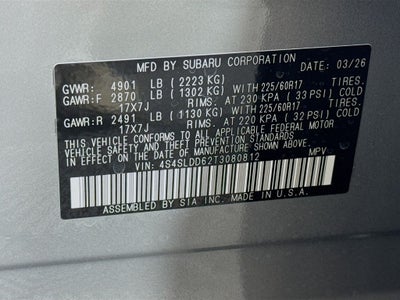 MFD BY SUBARU CORPORATION 03/26
GVWR: 4901 LB (2223 KG)
GAWR:F 2870 LB (1302 KG) WITH 225/60R17 TIRES.
17X7J RIMS. AT 230 KPA (33 PSI) COLD
GAWR:R 2491 LB (1130 KG) WITH 225/60R17 TIRES.
17X7J RIMS. AT 220 KPA (32 PSI) COLD
THIS VEHICLE CONFORMS TO ALL APPLICABLE FEDERAL MOTOR
VEHICLE SAFETY AND THEFT PREVENTION STANDARDS
IN EFFECT ON THE DATE OF MANUFACTURE SHOWN ABOVE.
VIN: 4S4SLDD62T3080812 MPV
ASSEMBLED BY SIA INC. MADE IN U.S.A.